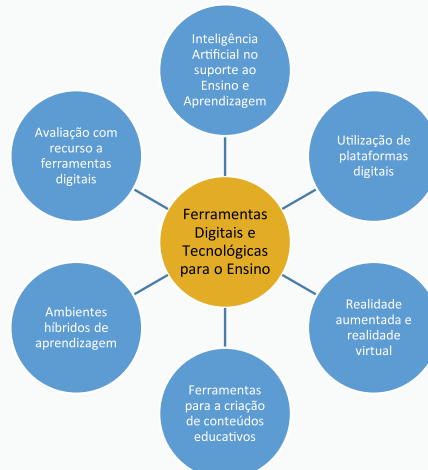 Inteligência
Artificial no
suporte ao
Ensino e
Aprendizagem
Avaliação com
recurso a
ferramentas
digitais
Utilização de
plataformas
digitais
Ferramentas
Digitais e
Tecnológicas
para o Ensino
Ambientes
híbridos de
aprendizagem
Realidade
aumentada e
realidade
virtual
Ferramentas
para a criação
de conteúdos
educativos